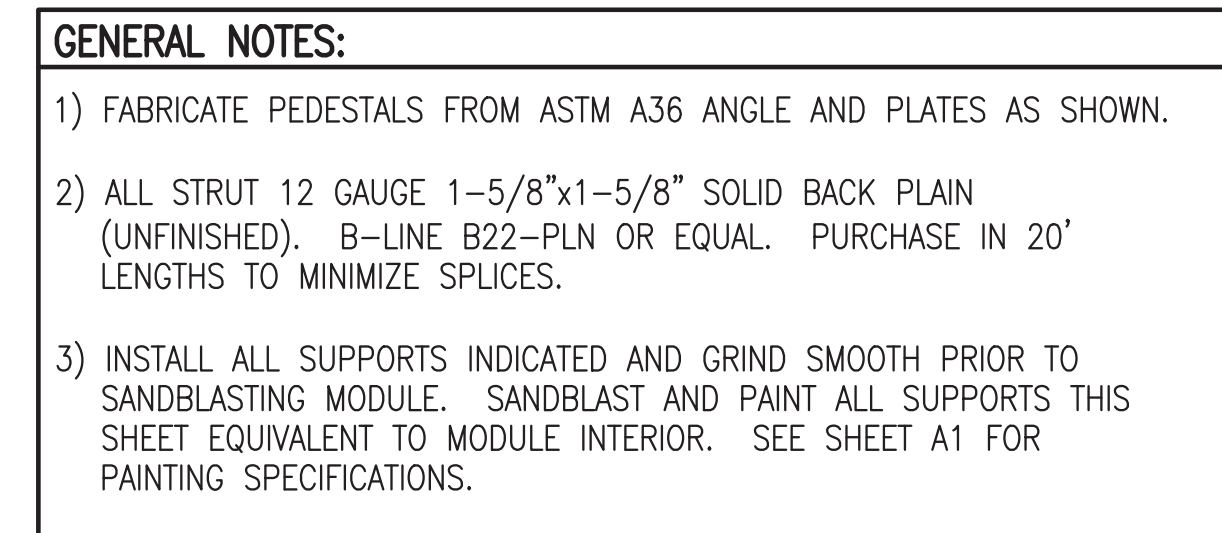 GENERAL NOTES:
1) FABRICATE PEDESTALS FROM ASTM A36 ANGLE AND PLATES AS SHOWN.
2) ALL STRUT 12 GAUGE 1-5/8"x1-5/8" SOLID BACK PLAIN
(UNFINISHED). B-LINE B22-PLN OR EQUAL. PURCHASE IN 20'
LENGTHS TO MINIMIZE SPLICES.
3) INSTALL ALL SUPPORTS INDICATED AND GRIND SMOOTH PRIOR TO
SANDBLASTING MODULE. SANDBLAST AND PAINT ALL SUPPORTS THIS
SHEET EQUIVALENT TO MODULE INTERIOR. SEE SHEET A1 FOR
PAINTING SPECIFICATIONS.